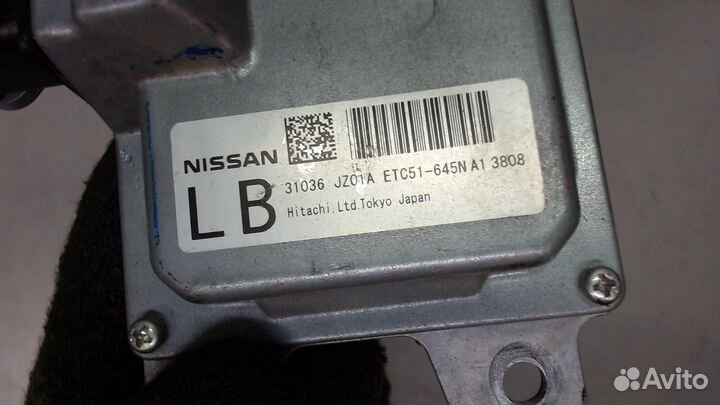 NISSAN
LB
31036 JZ01A ETC51-645N A1 3808
Hitachi.Ltd.Tokyo Japan
Avito